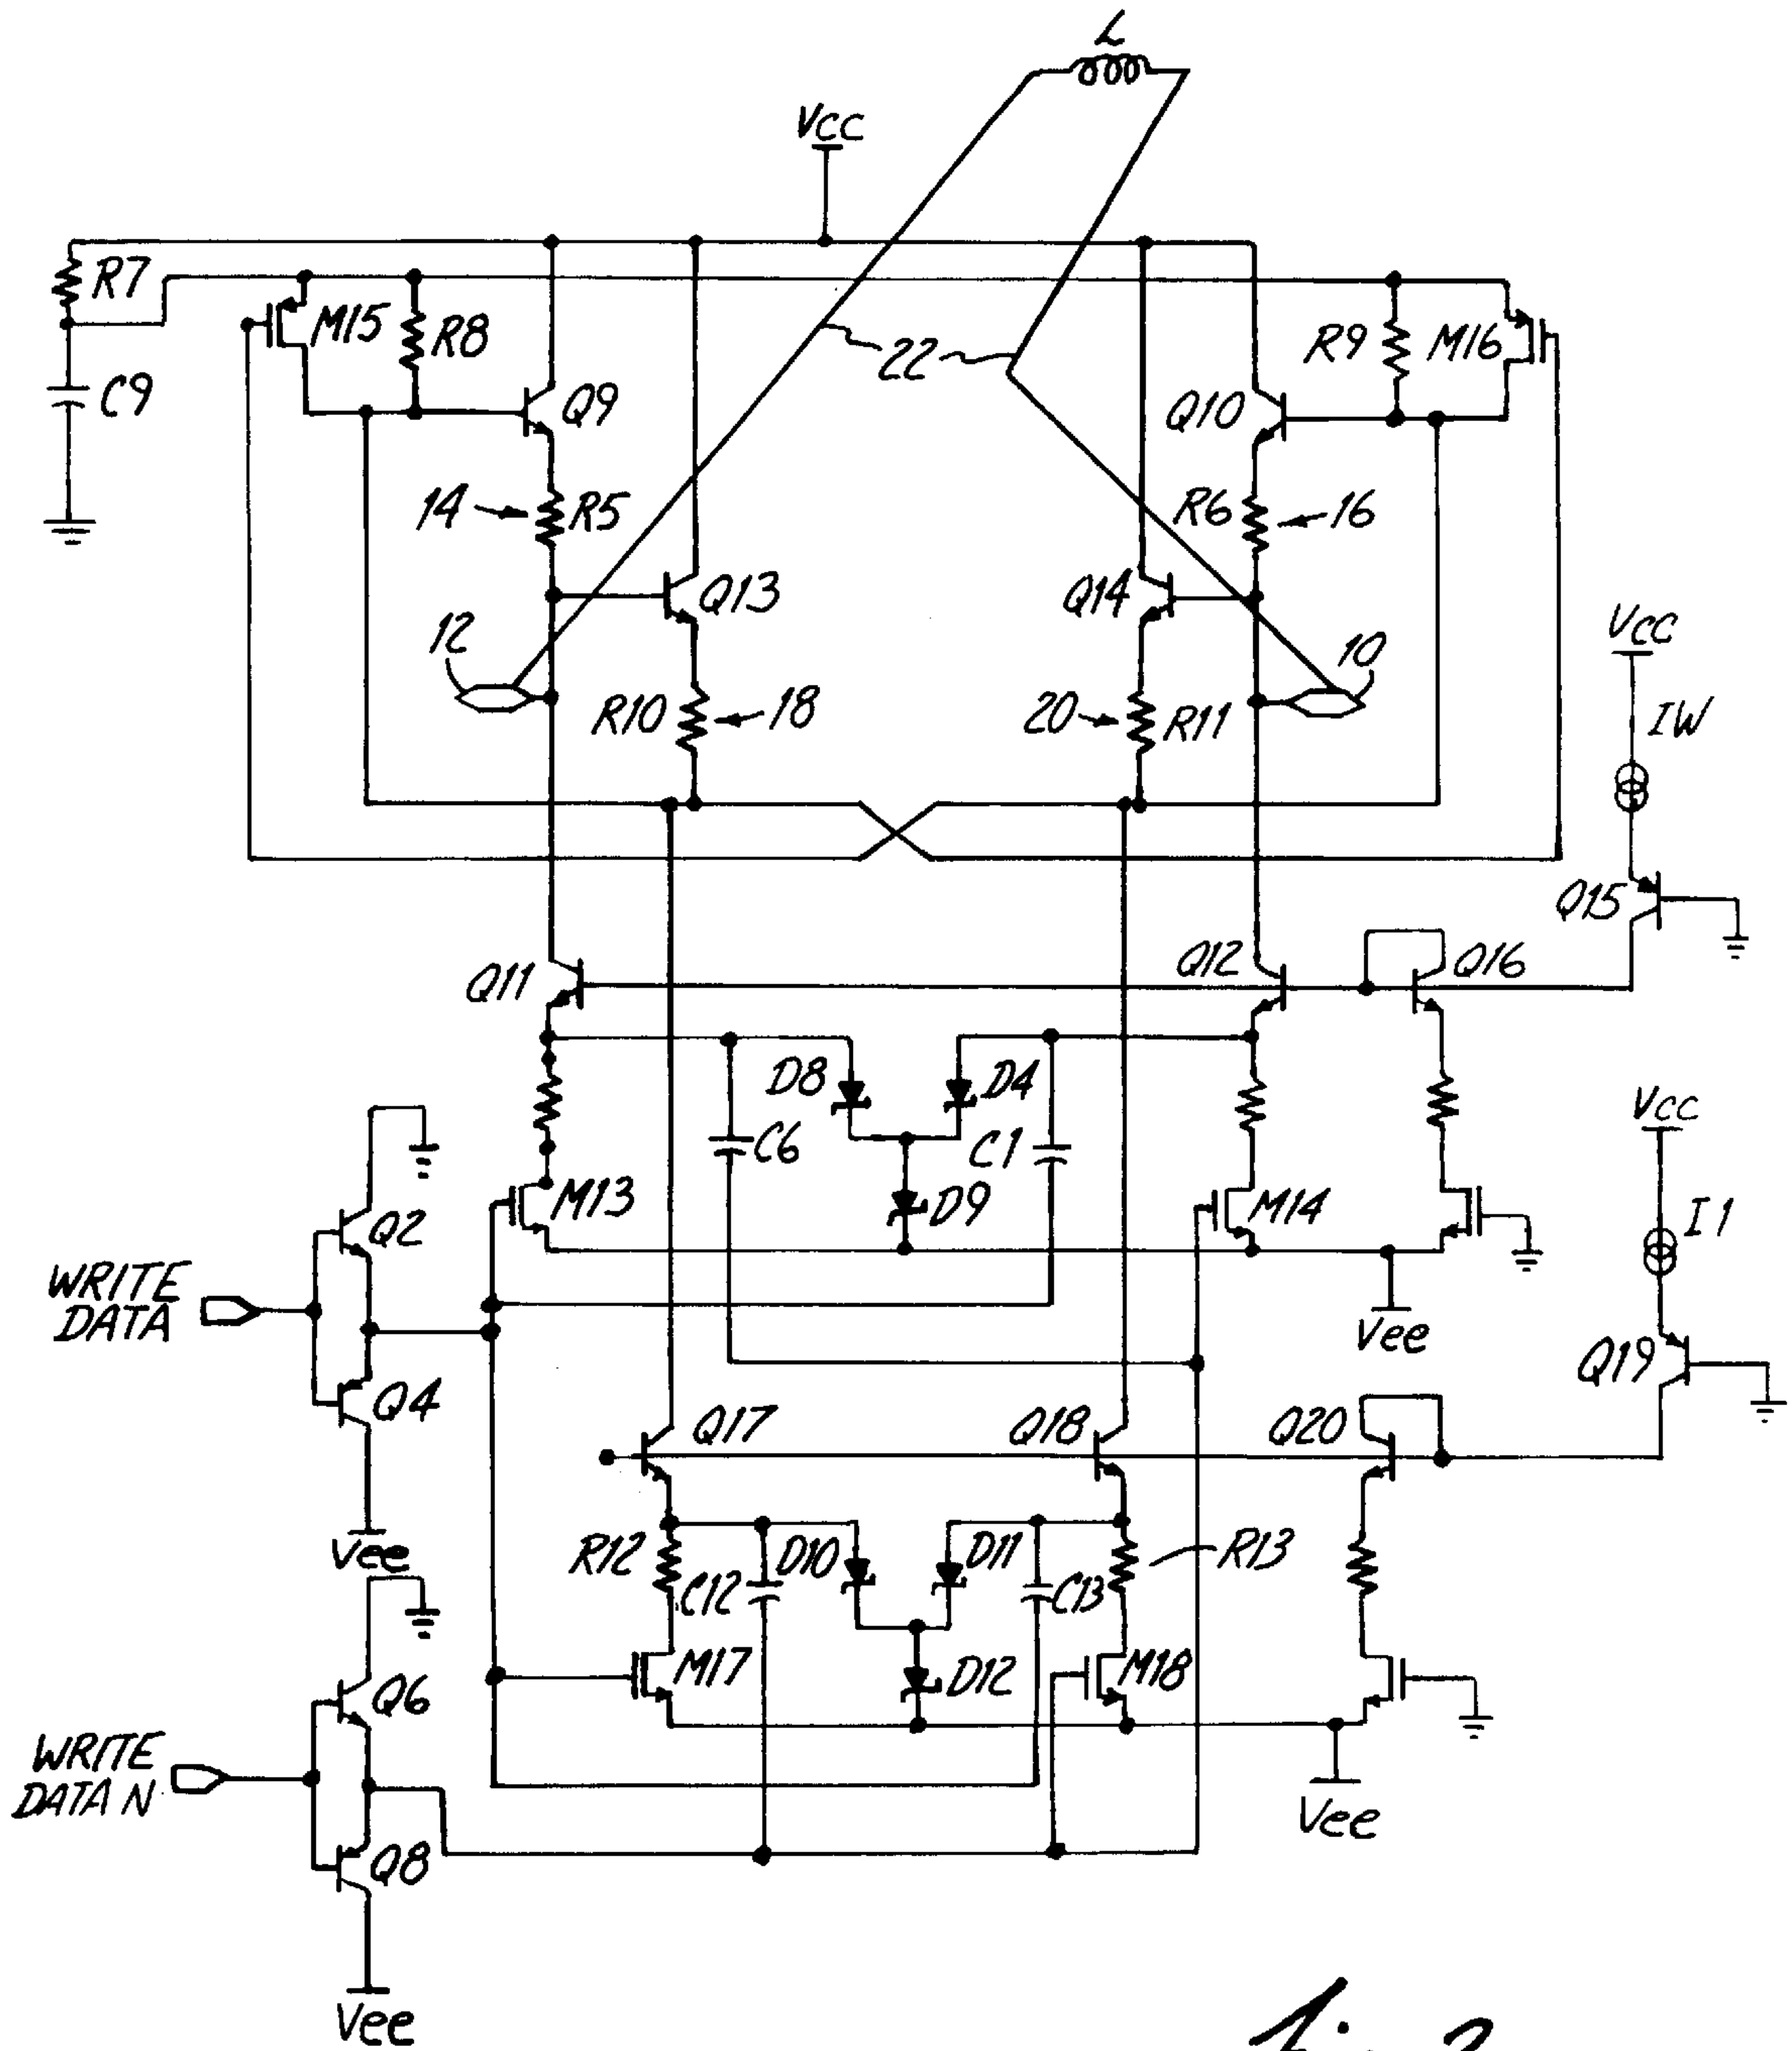 L
VCC
R7
M15
R8
R9
M16
22
C9
Q9
Q10
14
R5
R6
16
Q13
Q14
12
10
VCC
R10
18
20
R11
IW
Q15
Q11
Q12
Q16
D8
D4
C6
C1
VCC
M13
D9
M14
I1
Q2
WRITE
DATA
Vee
Q19
Q4
Q17
Q18
Q20
Vee
R12
D10
D11
R13
C12
C13
M17
D12
M18
Q6
WRITE
DATA N
Vee
Q8
Vee